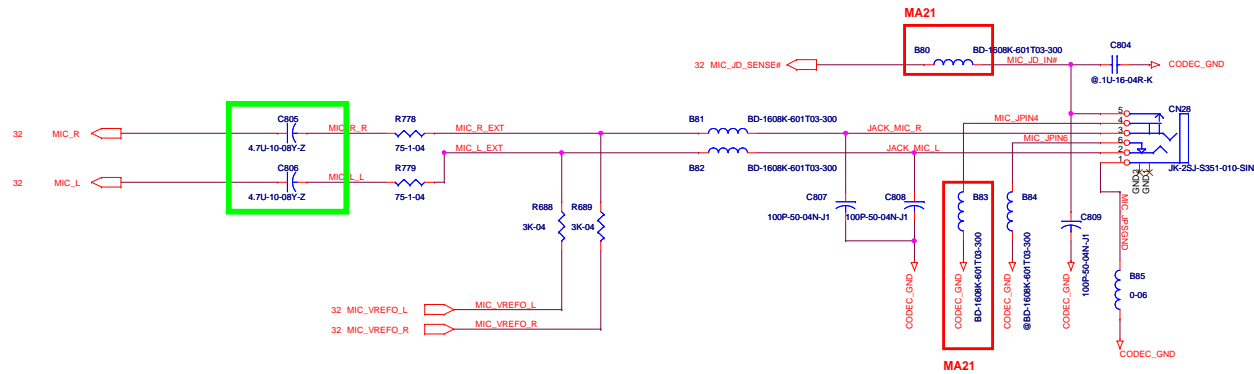 MA21
B80 BD-1608K-601T03-300
C804
32 MIC_JD_SENSE#
MIC_JD_IN#
CODEC_GND
@.1U-16-04R-K
CN28
C805
R778
B81 BD-1608K-601T03-300
MIC_JPIN4
5
4
3
6
2
1
32 MIC_R
MIC_R_R
MIC_R_EXT
JACK_MIC_R
4.7U-10-08Y-Z
75-1-04
MIC_JPIN6
C806
R779
MIC_L_EXT
JACK_MIC_L
B82 BD-1608K-601T03-300
JK-2SJ-S351-010-SIN
GND2
GND1
32 MIC_L
MIC_L_L
4.7U-10-08Y-Z
75-1-04
R688
3K-04
R689
3K-04
C807
100P-50-04N-J1
C808
100P-50-04N-J1
B83
BD-1608K-601T03-300
B84
@BD-1608K-601T03-300
C809
100P-50-04N-J1
MIC_JPSGND
B85
0-06
CODEC_GND
CODEC_GND
CODEC_GND
CODEC_GND
32 MIC_VREFO_L
MIC_VREFO_L
32 MIC_VREFO_R
MIC_VREFO_R
CODEC_GND
MA21